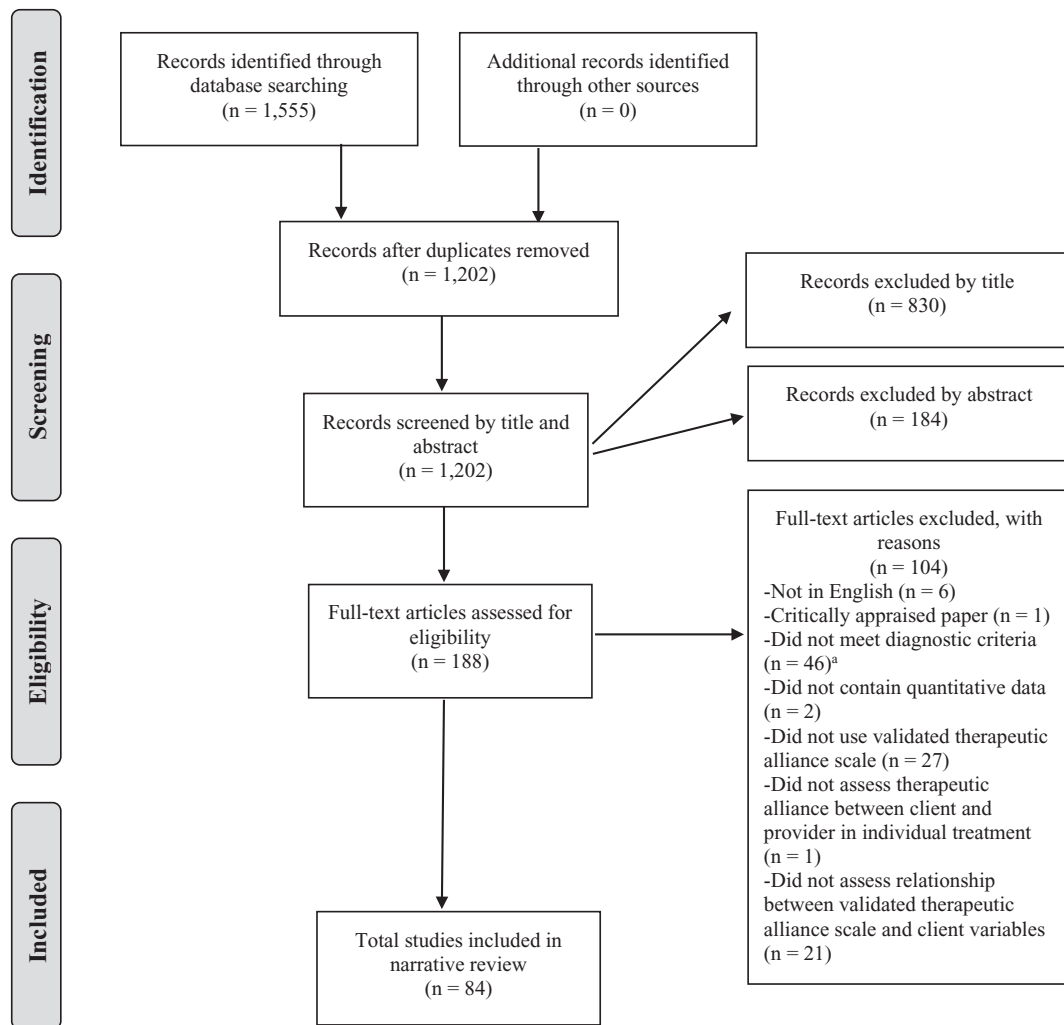 Identification
Records identified through
database searching
(n = 1,555)
Additional records identified
through other sources
(n = 0)
Records after duplicates removed
(n = 1,202)
Screening
Records excluded by title
(n = 830)
Records screened by title and
abstract
(n = 1,202)
Records excluded by abstract
(n = 184)
Eligibility
Full-text articles assessed for
eligibility
(n = 188)
Full-text articles excluded, with
reasons
(n = 104)
-Not in English (n = 6)
-Critically appraised paper (n = 1)
-Did not meet diagnostic criteria
(n = 46)ᵃ
-Did not contain quantitative data
(n = 2)
-Did not use validated therapeutic
alliance scale (n = 27)
-Did not assess therapeutic
alliance between client and
provider in individual treatment
(n = 1)
-Did not assess relationship
between validated therapeutic
alliance scale and client variables
(n = 21)
Included
Total studies included in
narrative review
(n = 84)